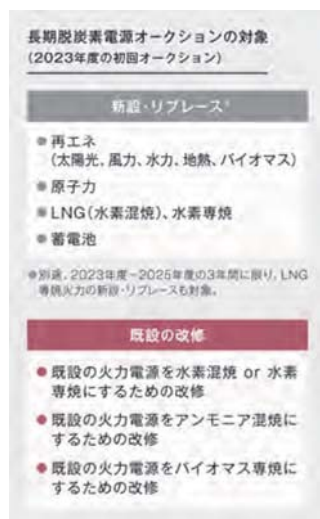 長期脱炭素電源オークションの対象
(2023年度の初回オークション)
新設・リプレース※
●再エネ
(太陽光、風力、水力、地熱、バイオマス)
●原子力
●LNG(水素混焼)、水素専焼
●蓄電池
※別途、2023年度~2025年度の3年間に限り、LNG
専焼火力の新設・リプレースも対象。
既設の改修
●既設の火力電源を水素混焼 or 水素
専焼にするための改修
●既設の火力電源をアンモニア混焼に
するための改修
●既設の火力電源をバイオマス専焼に
するための改修